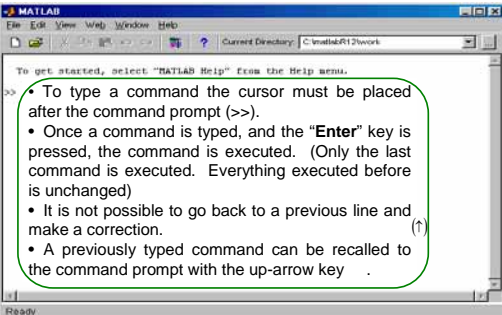 MATLAB
File Edit View Web Window Help
? Current Directory: C:\matlabR12\work
To get started, select "MATLAB Help" from the Help menu.
>> • To type a command the cursor must be placed
after the command prompt (>>).
• Once a command is typed, and the “Enter” key is
pressed, the command is executed. (Only the last
command is executed. Everything executed before
is unchanged)
• It is not possible to go back to a previous line and
make a correction.
(↑)
• A previously typed command can be recalled to
the command prompt with the up-arrow key .
Ready